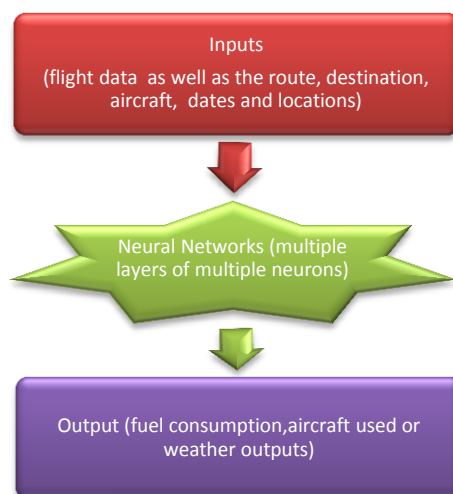 Inputs
(flight data as well as the route, destination,
aircraft, dates and locations)
Neural Networks (multiple
layers of multiple neurons)
Output (fuel consumption,aircraft used or
weather outputs)